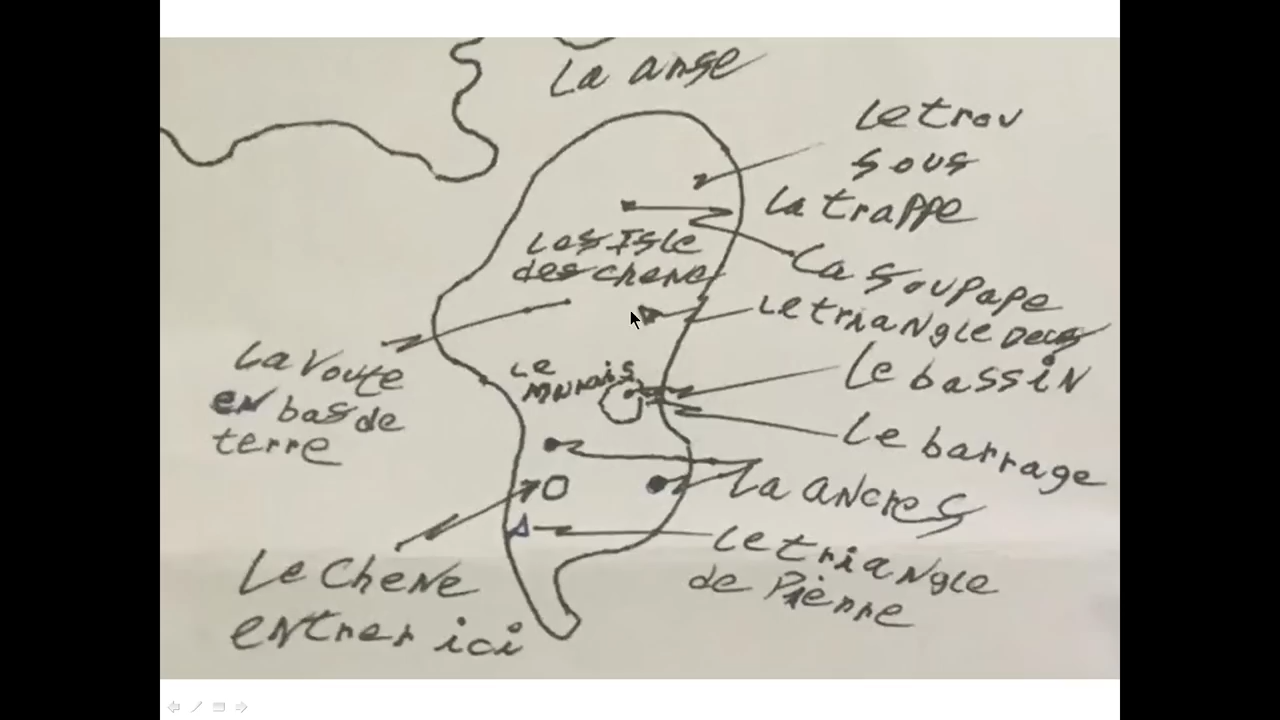 La anse
Le trou
sous
La trappe
Les Isle
des chene
La soupape
Le triangle Decus
La voute
en bas de
terre
Le
marais
Le bassin
Le barrage
La ancres
Le triangle
de Pierre
Le Chene
entrer ici